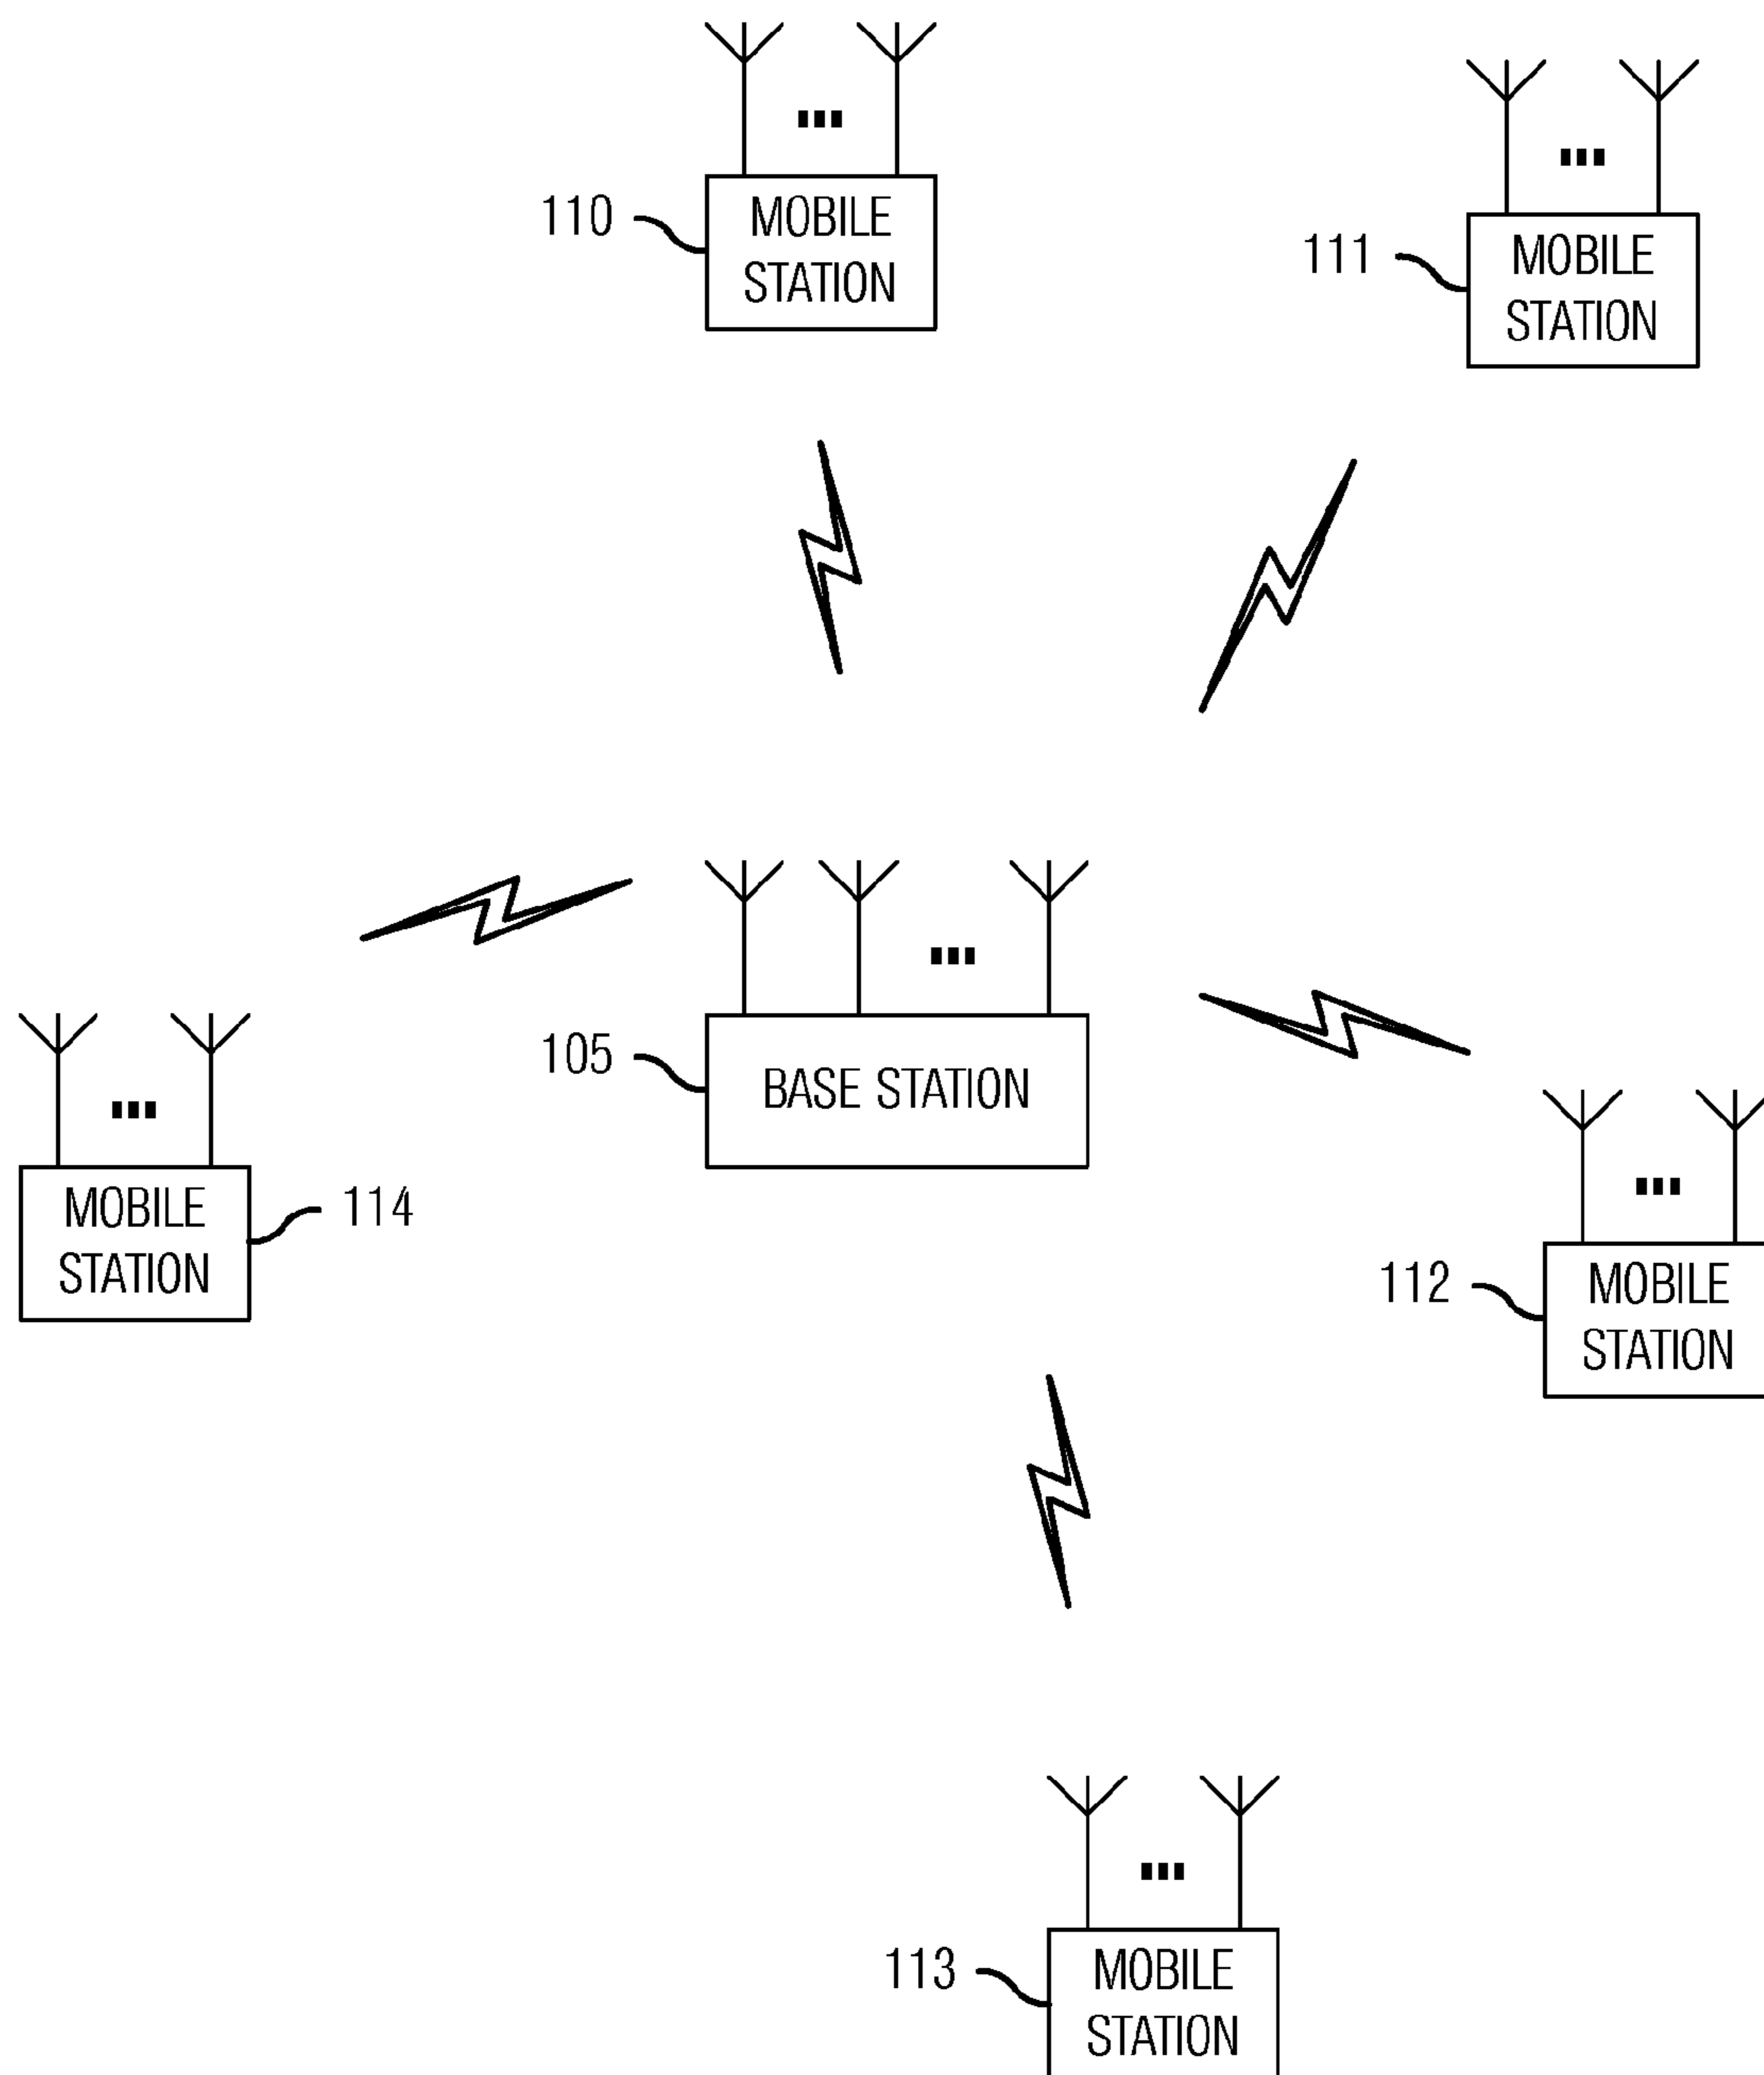 110
MOBILE
STATION
111
MOBILE
STATION
105
BASE STATION
MOBILE
STATION
114
112
MOBILE
STATION
113
MOBILE
STATION